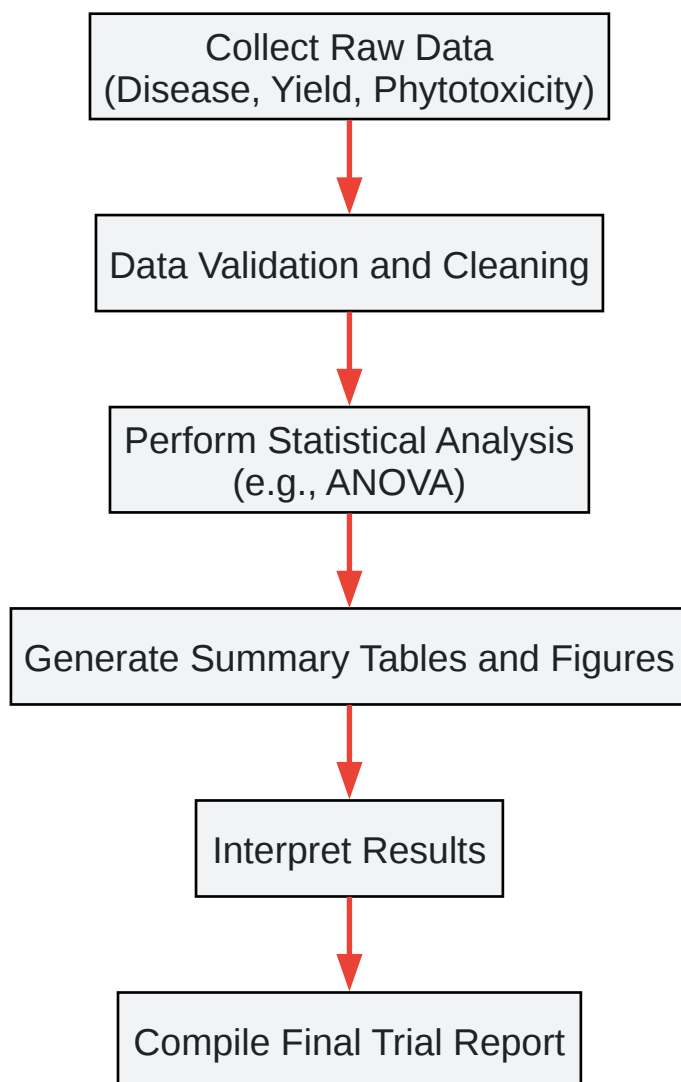 Collect Raw Data
(Disease, Yield, Phytotoxicity)
Data Validation and Cleaning
Perform Statistical Analysis
(e.g., ANOVA)
Generate Summary Tables and Figures
Interpret Results
Compile Final Trial Report